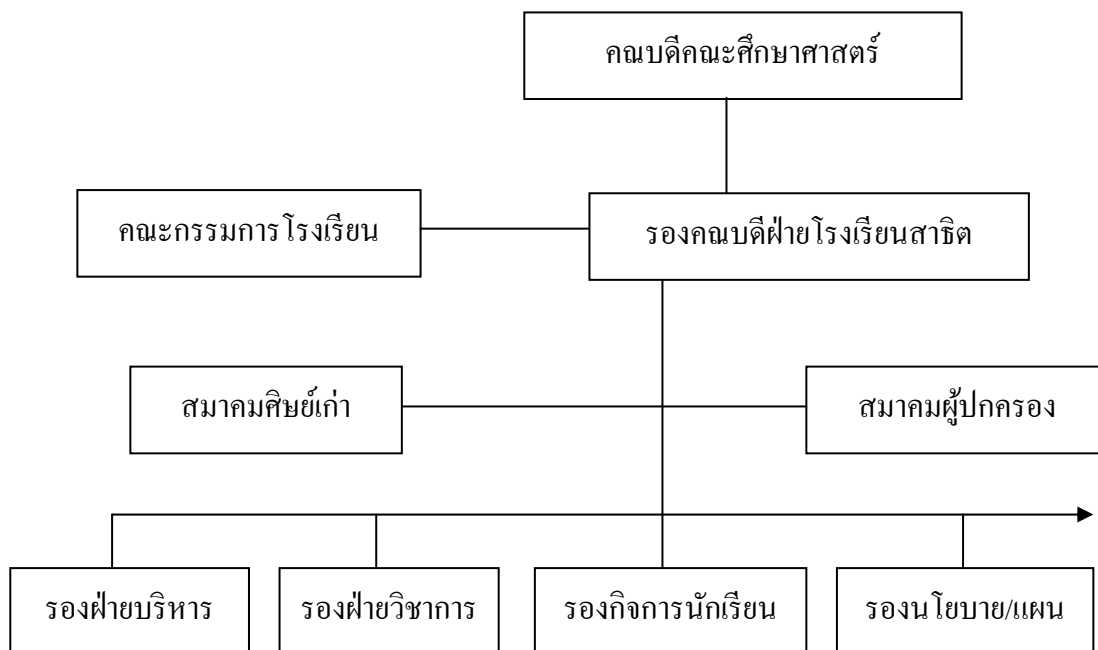 คณบดีคณะศึกษาศาสตร์
คณะกรรมการโรงเรียน
รองคณบดีฝ่ายโรงเรียนสาธิต
สมาคมศิษย์เก่า
สมาคมผู้ปกครอง
รองฝ่ายบริหาร
รองฝ่ายวิชาการ
รองกิจการนักเรียน
รองนโยบาย/แผน